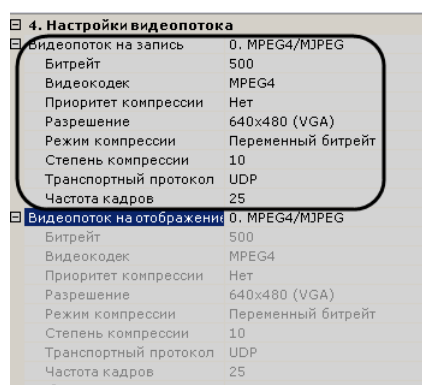 4. Настройки видеопотока
Видеопоток на запись 0. MPEG4/MJPEG
Битрейт 500
Видеокодек MPEG4
Приоритет компрессии Нет
Разрешение 640x480 (VGA)
Режим компрессии Переменный битрейт
Степень компрессии 10
Транспортный протокол UDP
Частота кадров 25
Видеопоток на отображение 0. MPEG4/MJPEG
Битрейт 500
Видеокодек MPEG4
Приоритет компрессии Нет
Разрешение 640x480 (VGA)
Режим компрессии Переменный битрейт
Степень компрессии 10
Транспортный протокол UDP
Частота кадров 25